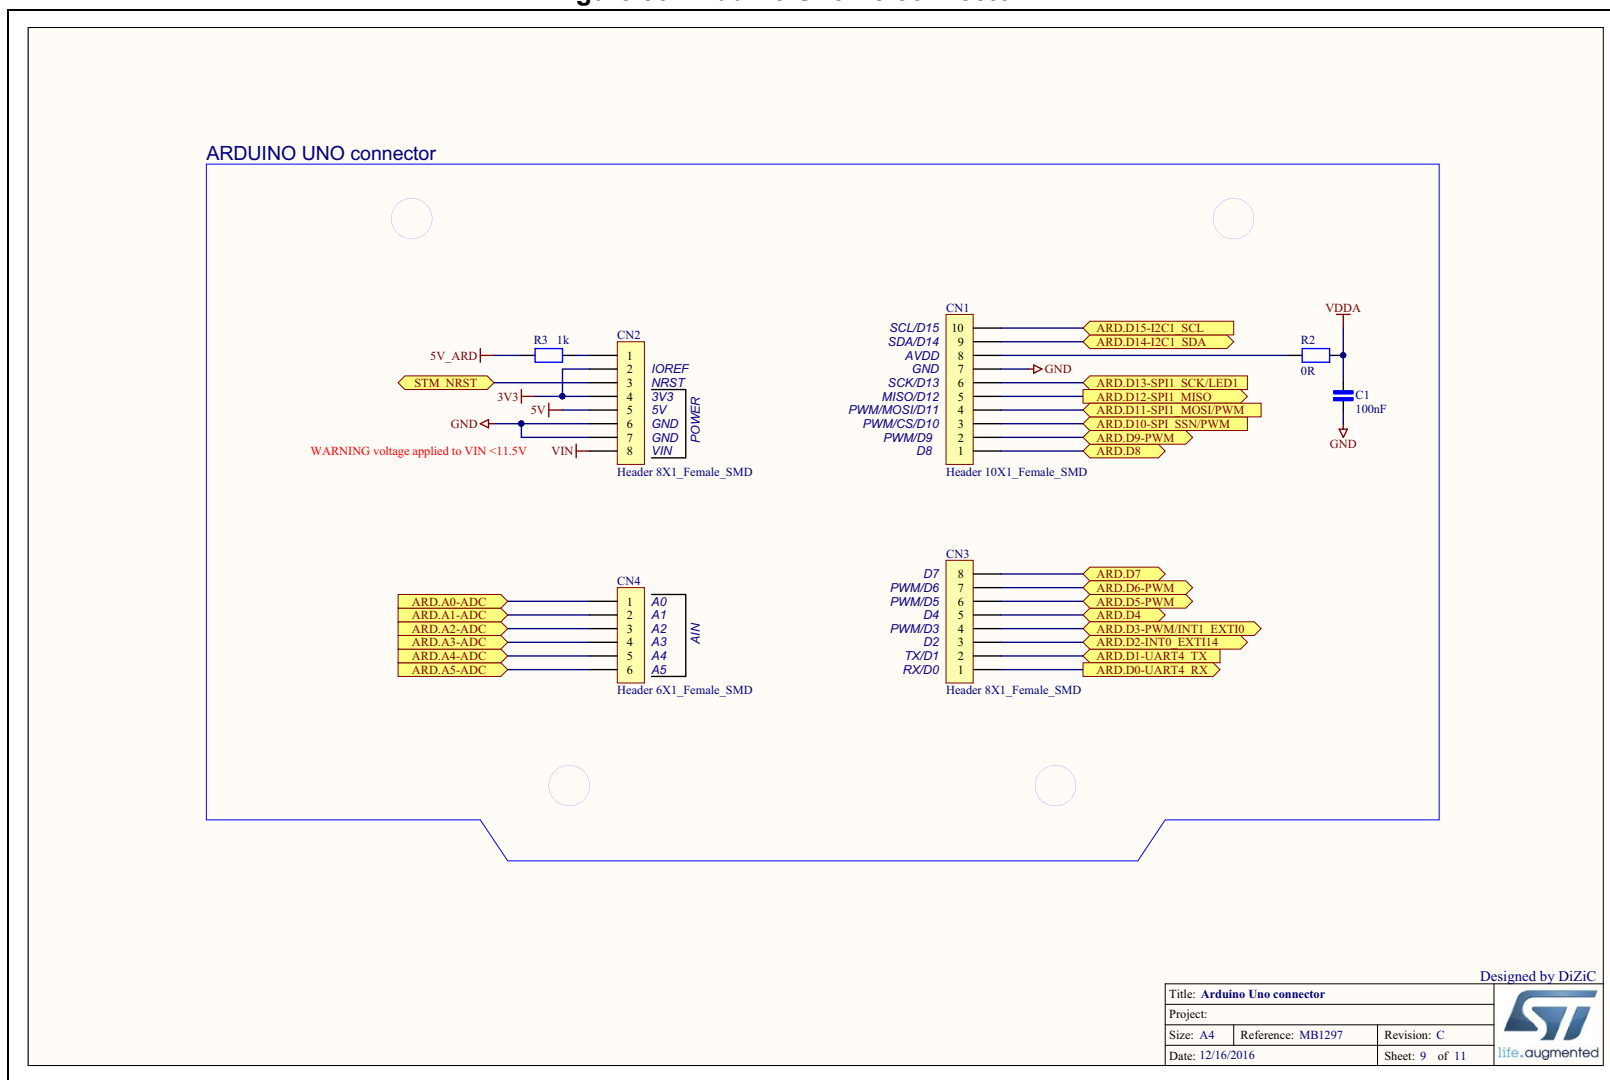 ARDUINO UNO connector
CN2
R3 1k
5V_ARD
1
2 IOREF
STM_NRST 3 NRST
3V3 4 3V3
5V 5 5V
GND 6 GND
7 GND
WARNING voltage applied to VIN <11.5V VIN 8 VIN
POWER
Header 8X1_Female_SMD
CN1
SCL/D15 10 ARD.D15-I2C1_SCL
SDA/D14 9 ARD.D14-I2C1_SDA
AVDD 8
GND 7 GND
SCK/D13 6 ARD.D13-SPI1_SCK/LED1
MISO/D12 5 ARD.D12-SPI1_MISO
PWM/MOSI/D11 4 ARD.D11-SPI1_MOSI/PWM
PWM/CS/D10 3 ARD.D10-SPI_SSN/PWM
PWM/D9 2 ARD.D9-PWM
D8 1 ARD.D8
Header 10X1_Female_SMD
VDDA
R2
0R
C1
100nF
GND
CN4
ARD.A0-ADC 1 A0
ARD.A1-ADC 2 A1
ARD.A2-ADC 3 A2
ARD.A3-ADC 4 A3
ARD.A4-ADC 5 A4
ARD.A5-ADC 6 A5
AIN
Header 6X1_Female_SMD
CN3
D7 8 ARD.D7
PWM/D6 7 ARD.D6-PWM
PWM/D5 6 ARD.D5-PWM
D4 5 ARD.D4
PWM/D3 4 ARD.D3-PWM/INT1_EXTI0
D2 3 ARD.D2-INT0_EXTI14
TX/D1 2 ARD.D1-UART4_TX
RX/D0 1 ARD.D0-UART4_RX
Header 8X1_Female_SMD
Designed by DiZiC
Title: Arduino Uno connector
Project:
Size: A4 Reference: MB1297 Revision: C
Date: 12/16/2016 Sheet: 9 of 11
ST
life.augmented